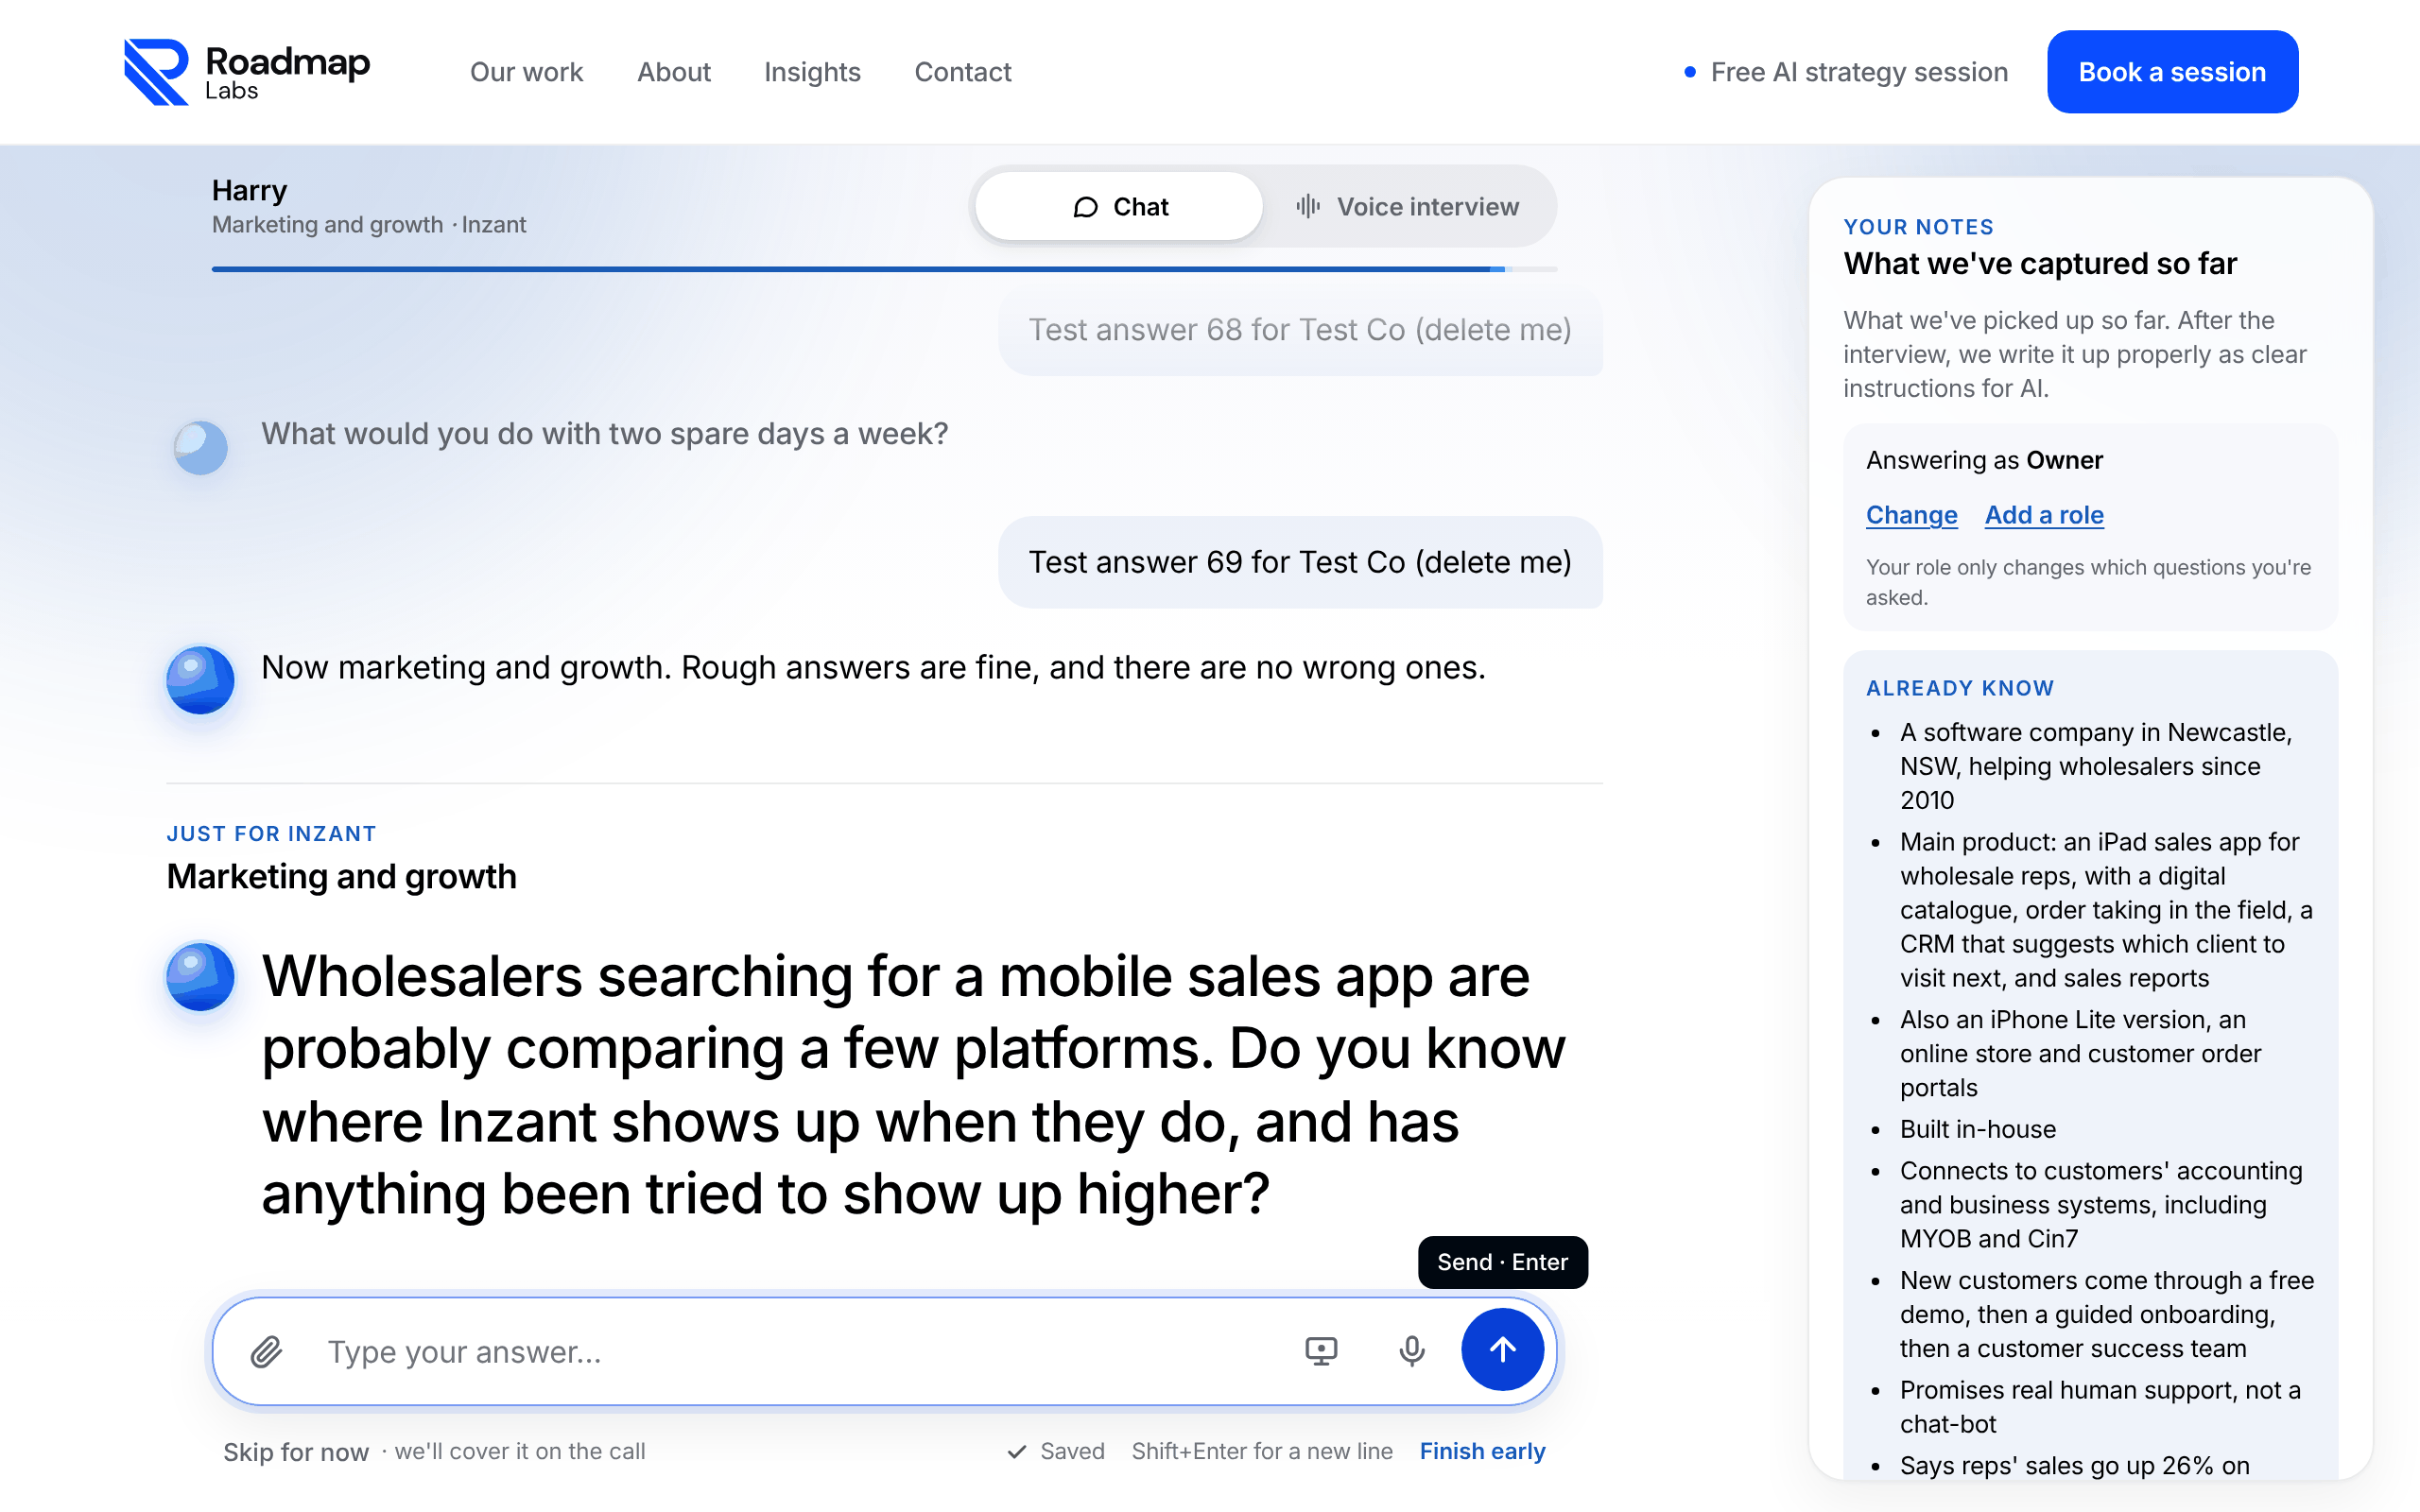 Roadmap
Labs
Our work
About
Insights
Contact
Free AI strategy session
Book a session
Harry
Marketing and growth · Inzant
Chat
Voice interview
Test answer 68 for Test Co (delete me)
What would you do with two spare days a week?
Test answer 69 for Test Co (delete me)
Now marketing and growth. Rough answers are fine, and there are no wrong ones.
JUST FOR INZANT
Marketing and growth
Wholesalers searching for a mobile sales app are
probably comparing a few platforms. Do you know
where Inzant shows up when they do, and has
anything been tried to show up higher?
Send · Enter
Type your answer...
Skip for now · we'll cover it on the call
Saved
Shift+Enter for a new line
Finish early
YOUR NOTES
What we've captured so far
What we've picked up so far. After the
interview, we write it up properly as clear
instructions for AI.
Answering as Owner
Change
Add a role
Your role only changes which questions you're
asked.
ALREADY KNOW
• A software company in Newcastle,
NSW, helping wholesalers since
2010
• Main product: an iPad sales app for
wholesale reps, with a digital
catalogue, order taking in the field, a
CRM that suggests which client to
visit next, and sales reports
• Also an iPhone Lite version, an
online store and customer order
portals
• Built in-house
• Connects to customers' accounting
and business systems, including
MYOB and Cin7
• New customers come through a free
demo, then a guided onboarding,
then a customer success team
• Promises real human support, not a
chat-bot
• Says reps' sales go up 26% on